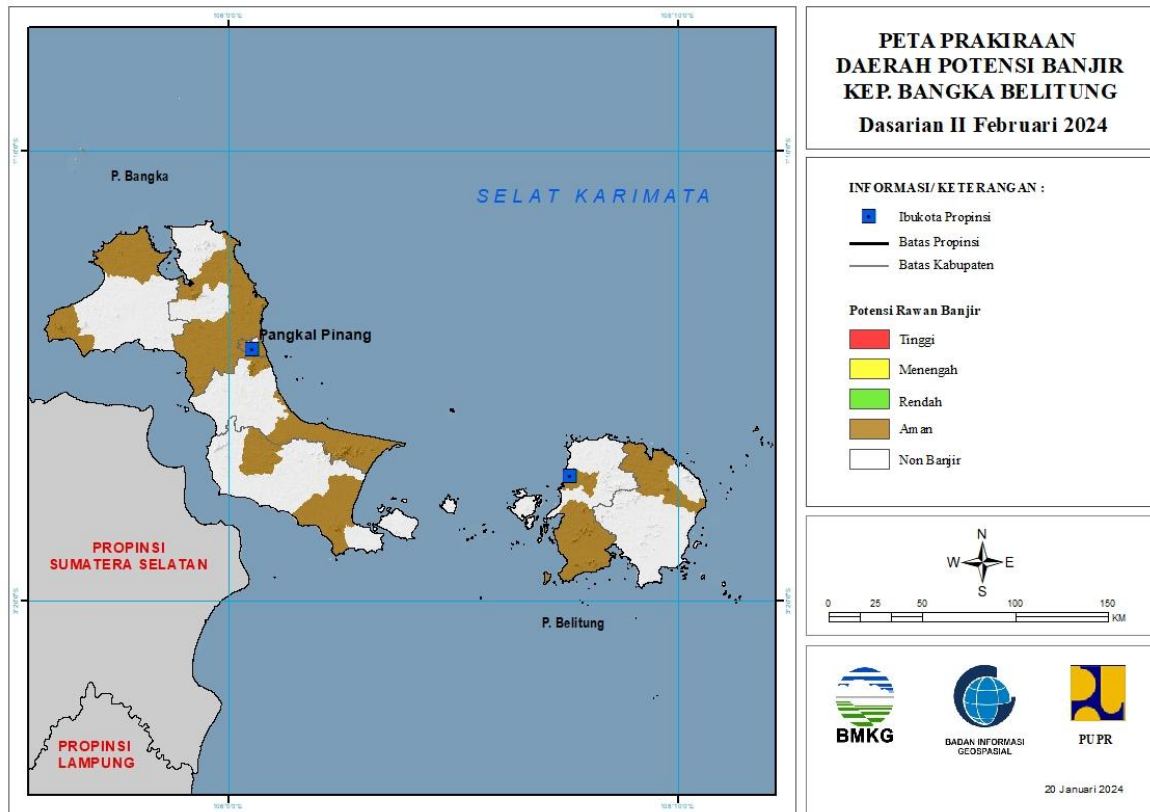 PETA PRAKIRAAN
DAERAH POTENSI BANJIR
KEP. BANGKA BELITUNG
Dasarian II Februari 2024
P. Bangka
SELAT KARIMATA
Pangkal Pinang
PROPINSI
SUMATERA SELATAN
P. Belitung
PROPINSI
LAMPUNG
INFORMASI/ KETERANGAN :
Ibukota Propinsi
Batas Propinsi
Batas Kabupaten
Potensi Rawan Banjir
Tinggi
Menengah
Rendah
Aman
Non Banjir
N
W E
S
0 25 50 100 150
KM
BMKG
BADAN INFORMASI
GEOSPASIAL
PUPR
20 Januari 2024